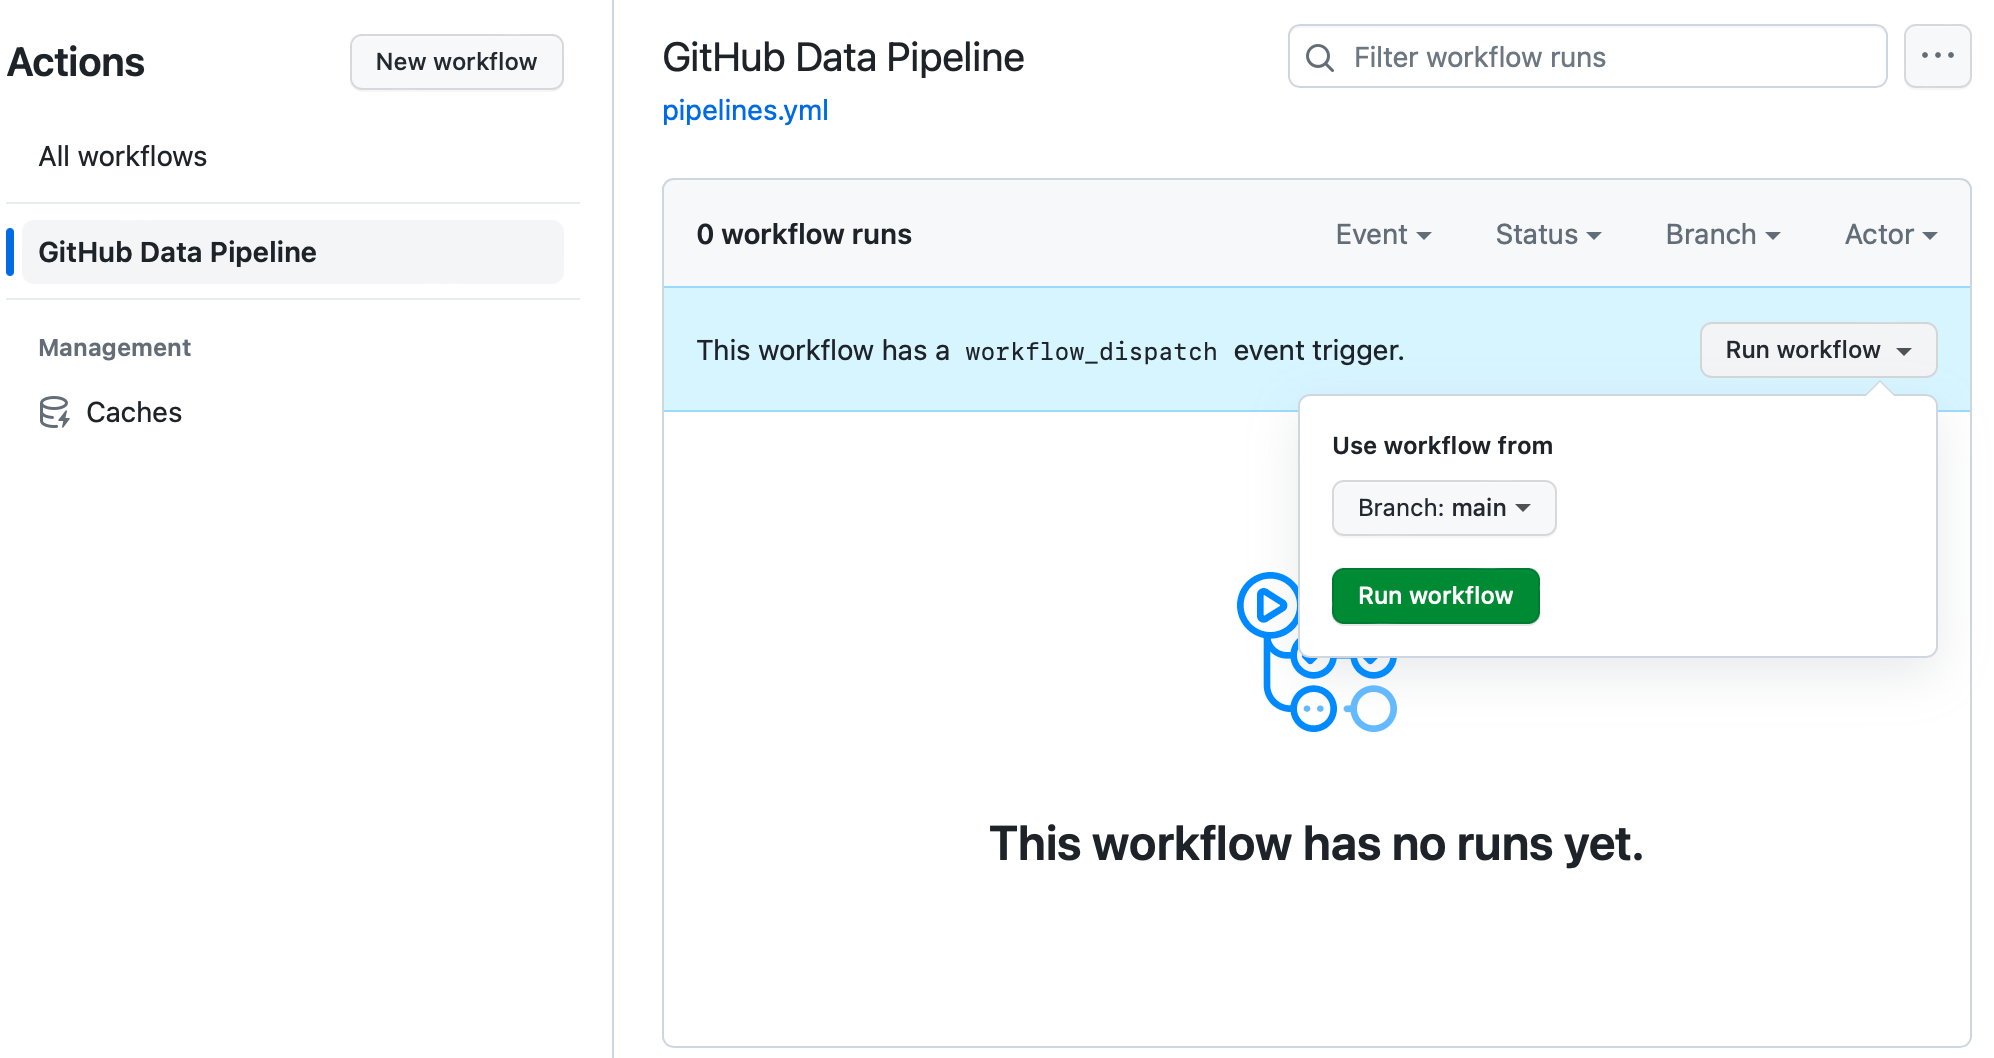 Actions
New workflow
All workflows
GitHub Data Pipeline
Management
Caches
GitHub Data Pipeline
pipelines.yml
Filter workflow runs
0 workflow runs
Event
Status
Branch
Actor
This workflow has a workflow_dispatch event trigger.
Run workflow
Use workflow from
Branch: main
Run workflow
This workflow has no runs yet.